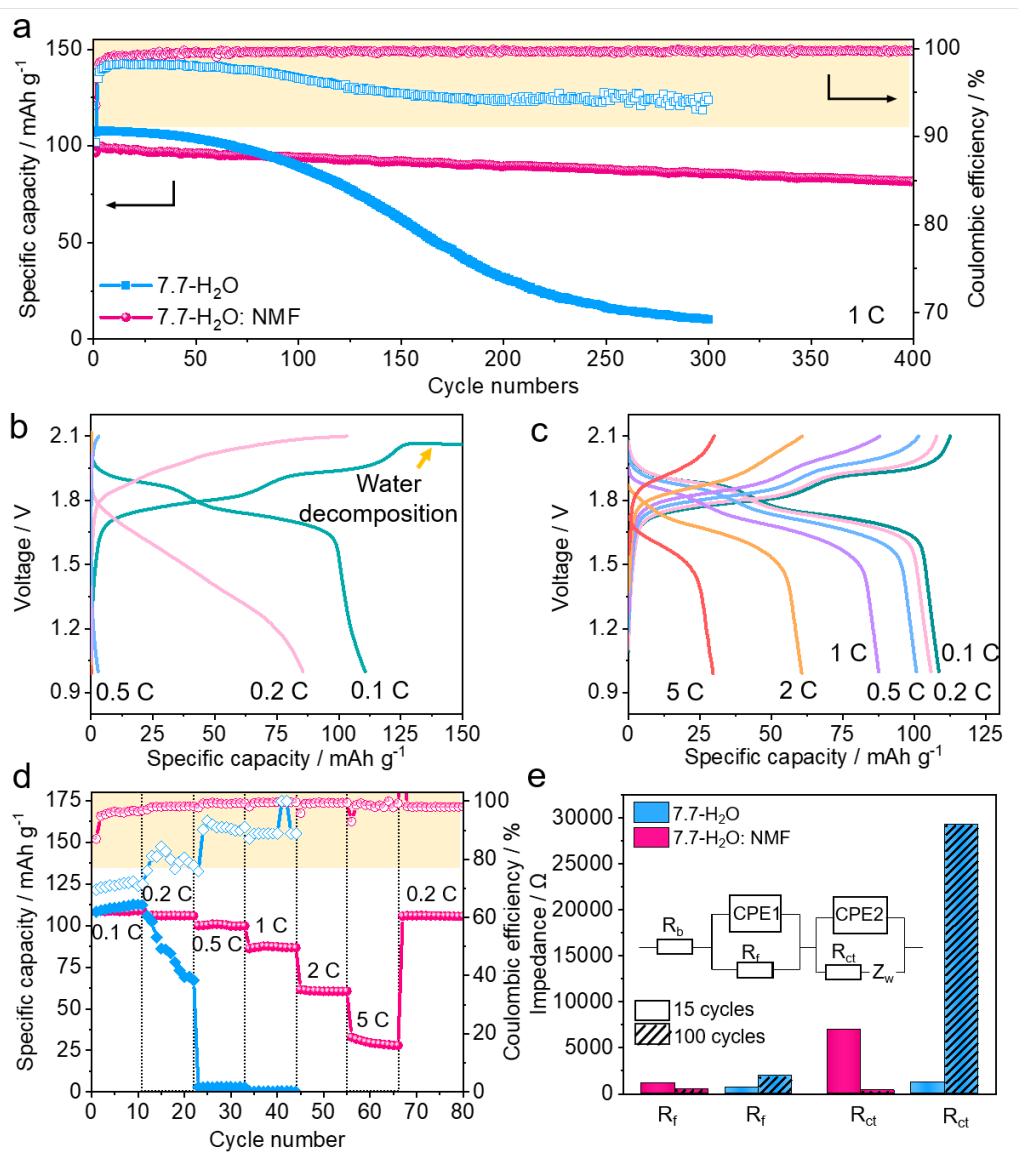 a
150
100
50
0
Specific capacity / mAh g⁻¹
100
90
80
70
Coulombic efficiency / %
7.7-H₂O
7.7-H₂O: NMF
1 C
0 50 100 150 200 250 300 350 400
Cycle numbers
b
2.1
1.8
1.5
1.2
0.9
Voltage / V
Water
decomposition
0.5 C 0.2 C 0.1 C
0 25 50 75 100 125 150
Specific capacity / mAh g⁻¹
c
2.1
1.8
1.5
1.2
0.9
Voltage / V
1 C 0.1 C
5 C 2 C 0.5 C 0.2 C
0 25 50 75 100 125
Specific capacity / mAh g⁻¹
d
175
150
125
100
75
50
25
0
Specific capacity / mAh g⁻¹
100
80
60
40
20
0
Coulombic efficiency / %
0.1 C
0.2 C
0.5 C
1 C
2 C
5 C
0.2 C
0 10 20 30 40 50 60 70 80
Cycle number
e
30000
25000
20000
15000
10000
5000
0
Impedance / Ω
7.7-H₂O
7.7-H₂O: NMF
CPE1 CPE2
R_b R_f R_ct Z_w
15 cycles
100 cycles
R_f R_f R_ct R_ct